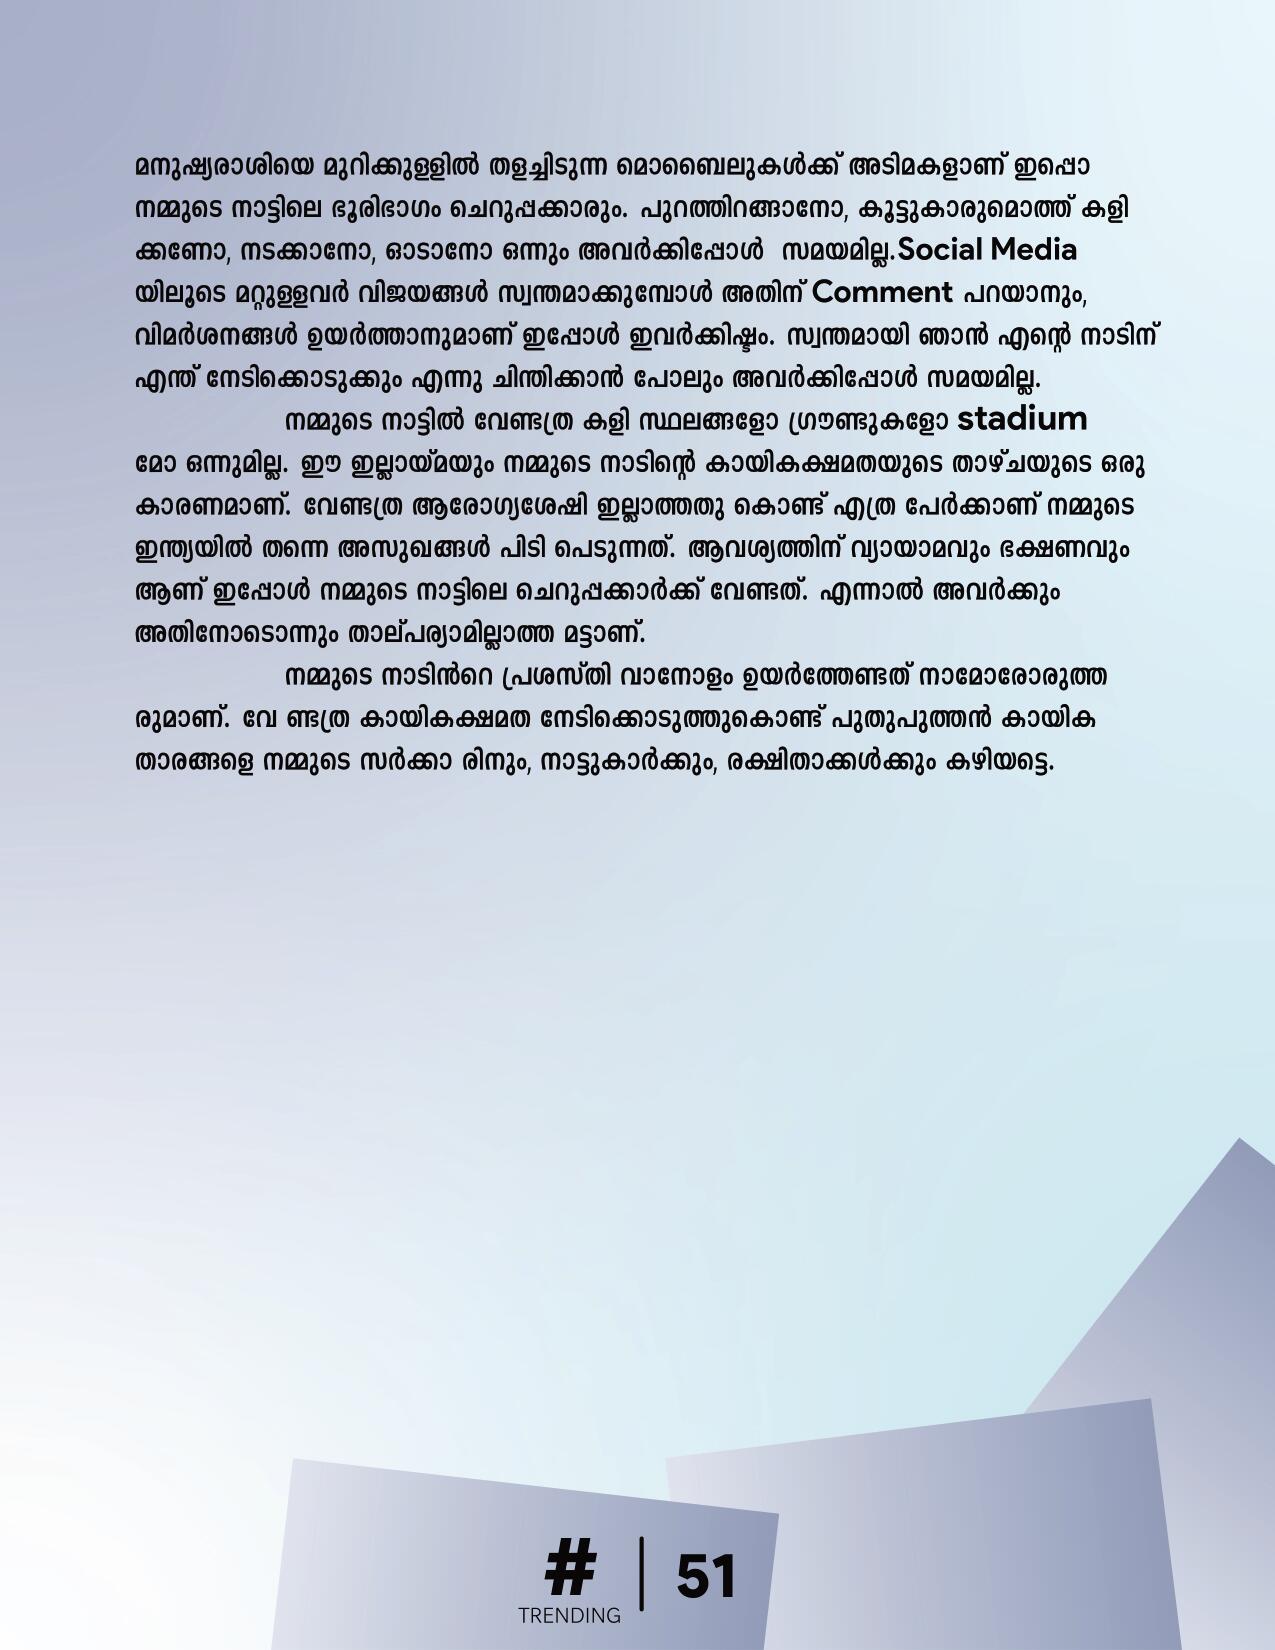 മനുഷ്യരാശിയെ മുറിക്കുള്ളിൽ തളച്ചിടുന്ന മൊബൈലുകൾക്ക് അടിമകളാണ് ഇപ്പൊ
നമ്മുടെ നാട്ടിലെ ഭൂരിഭാഗം ചെറുപ്പക്കാരും. പുറത്തിറങ്ങാനോ, കൂട്ടുകാരുമൊത്ത് കളി
ക്കണോ, നടക്കാനോ, ഓടാനോ ഒന്നും അവർക്കിപ്പോൾ സമയമില്ല.Social Media
യിലൂടെ മറ്റുള്ളവർ വിജയങ്ങൾ സ്വന്തമാക്കുമ്പോൾ അതിന് Comment പറയാനും,
വിമർശനങ്ങൾ ഉയർത്താനുമാണ് ഇപ്പോൾ ഇവർക്കിഷ്ടം. സ്വന്തമായി ഞാൻ എന്റെ നാടിന്
എന്ത് നേടിക്കൊടുക്കും എന്നു ചിന്തിക്കാൻ പോലും അവർക്കിപ്പോൾ സമയമില്ല.
നമ്മുടെ നാട്ടിൽ വേണ്ടത്ര കളി സ്ഥലങ്ങളോ ഗ്രൗണ്ടുകളോ stadium
മോ ഒന്നുമില്ല. ഈ ഇല്ലായ്മയും നമ്മുടെ നാടിന്റെ കായികക്ഷമതയുടെ താഴ്ചയുടെ ഒരു
കാരണമാണ്. വേണ്ടത്ര ആരോഗ്യശേഷി ഇല്ലാത്തതു കൊണ്ട് എത്ര പേർക്കാണ് നമ്മുടെ
ഇന്ത്യയിൽ തന്നെ അസുഖങ്ങൾ പിടി പെടുന്നത്. ആവശ്യത്തിന് വ്യായാമവും ഭക്ഷണവും
ആണ് ഇപ്പോൾ നമ്മുടെ നാട്ടിലെ ചെറുപ്പക്കാർക്ക് വേണ്ടത്. എന്നാൽ അവർക്കും
അതിനോടൊന്നും താല്പര്യാമില്ലാത്ത മട്ടാണ്.
നമ്മുടെ നാടിൻറെ പ്രശസ്തി വാനോളം ഉയർത്തേണ്ടത് നാമോരോരുത്ത
രുമാണ്. വേ ണ്ടത്ര കായികക്ഷമത നേടിക്കൊടുത്തുകൊണ്ട് പുതുപുത്തൻ കായിക
താരങ്ങളെ നമ്മുടെ സർക്കാ രിനും, നാട്ടുകാർക്കും, രക്ഷിതാക്കൾക്കും കഴിയട്ടെ.
# | 51
TRENDING